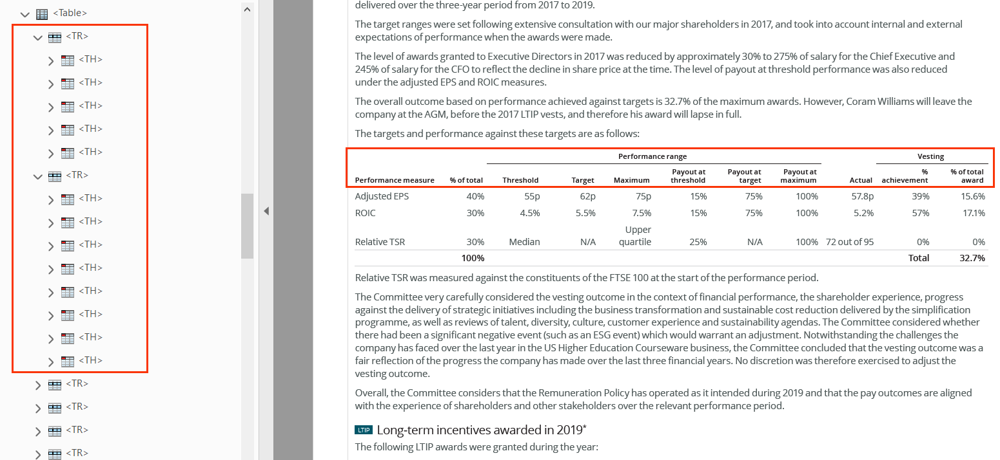 <Table>
<TR>
<TH>
<TH>
<TH>
<TH>
<TH>
<TR>
<TH>
<TH>
<TH>
<TH>
<TH>
<TH>
<TH>
<TH>
<TR>
<TR>
<TR>
<TR>
delivered over the three-year period from 2017 to 2019.
The target ranges were set following extensive consultation with our major shareholders in 2017, and took into account internal and external
expectations of performance when the awards were made.
The level of awards granted to Executive Directors in 2017 was reduced by approximately 30% to 275% of salary for the Chief Executive and
245% of salary for the CFO to reflect the decline in share price at the time. The level of payout at threshold performance was also reduced
under the adjusted EPS and ROIC measures.
The overall outcome based on performance achieved against targets is 32.7% of the maximum awards. However, Coram Williams will leave the
company at the AGM, before the 2017 LTIP vests, and therefore his award will lapse in full.
The targets and performance against these targets are as follows:
Performance range Vesting
Payout at Payout at Payout at % % of total
Performance measure % of total Threshold Target Maximum threshold target maximum Actual achievement award
Adjusted EPS 40% 55p 62p 75p 15% 75% 100% 57.8p 39% 15.6%
ROIC 30% 4.5% 5.5% 7.5% 15% 75% 100% 5.2% 57% 17.1%
Upper
Relative TSR 30% Median N/A quartile 25% N/A 100% 72 out of 95 0% 0%
100% Total 32.7%
Relative TSR was measured against the constituents of the FTSE 100 at the start of the performance period.
The Committee very carefully considered the vesting outcome in the context of financial performance, the shareholder experience, progress
against the delivery of strategic initiatives including the business transformation and sustainable cost reduction delivered by the simplification
programme, as well as reviews of talent, diversity, culture, customer experience and sustainability agendas. The Committee considered whether
there had been a significant negative event (such as an ESG event) which would warrant an adjustment. Notwithstanding the challenges the
company has faced over the last year in the US Higher Education Courseware business, the Committee concluded that the vesting outcome was a
fair reflection of the progress the company has made over the last three financial years. No discretion was therefore exercised to adjust the
vesting outcome.
Overall, the Committee considers that the Remuneration Policy has operated as it intended during 2019 and that the pay outcomes are aligned
with the experience of shareholders and other stakeholders over the relevant performance period.
LTIP Long-term incentives awarded in 2019*
The following LTIP awards were granted during the year: